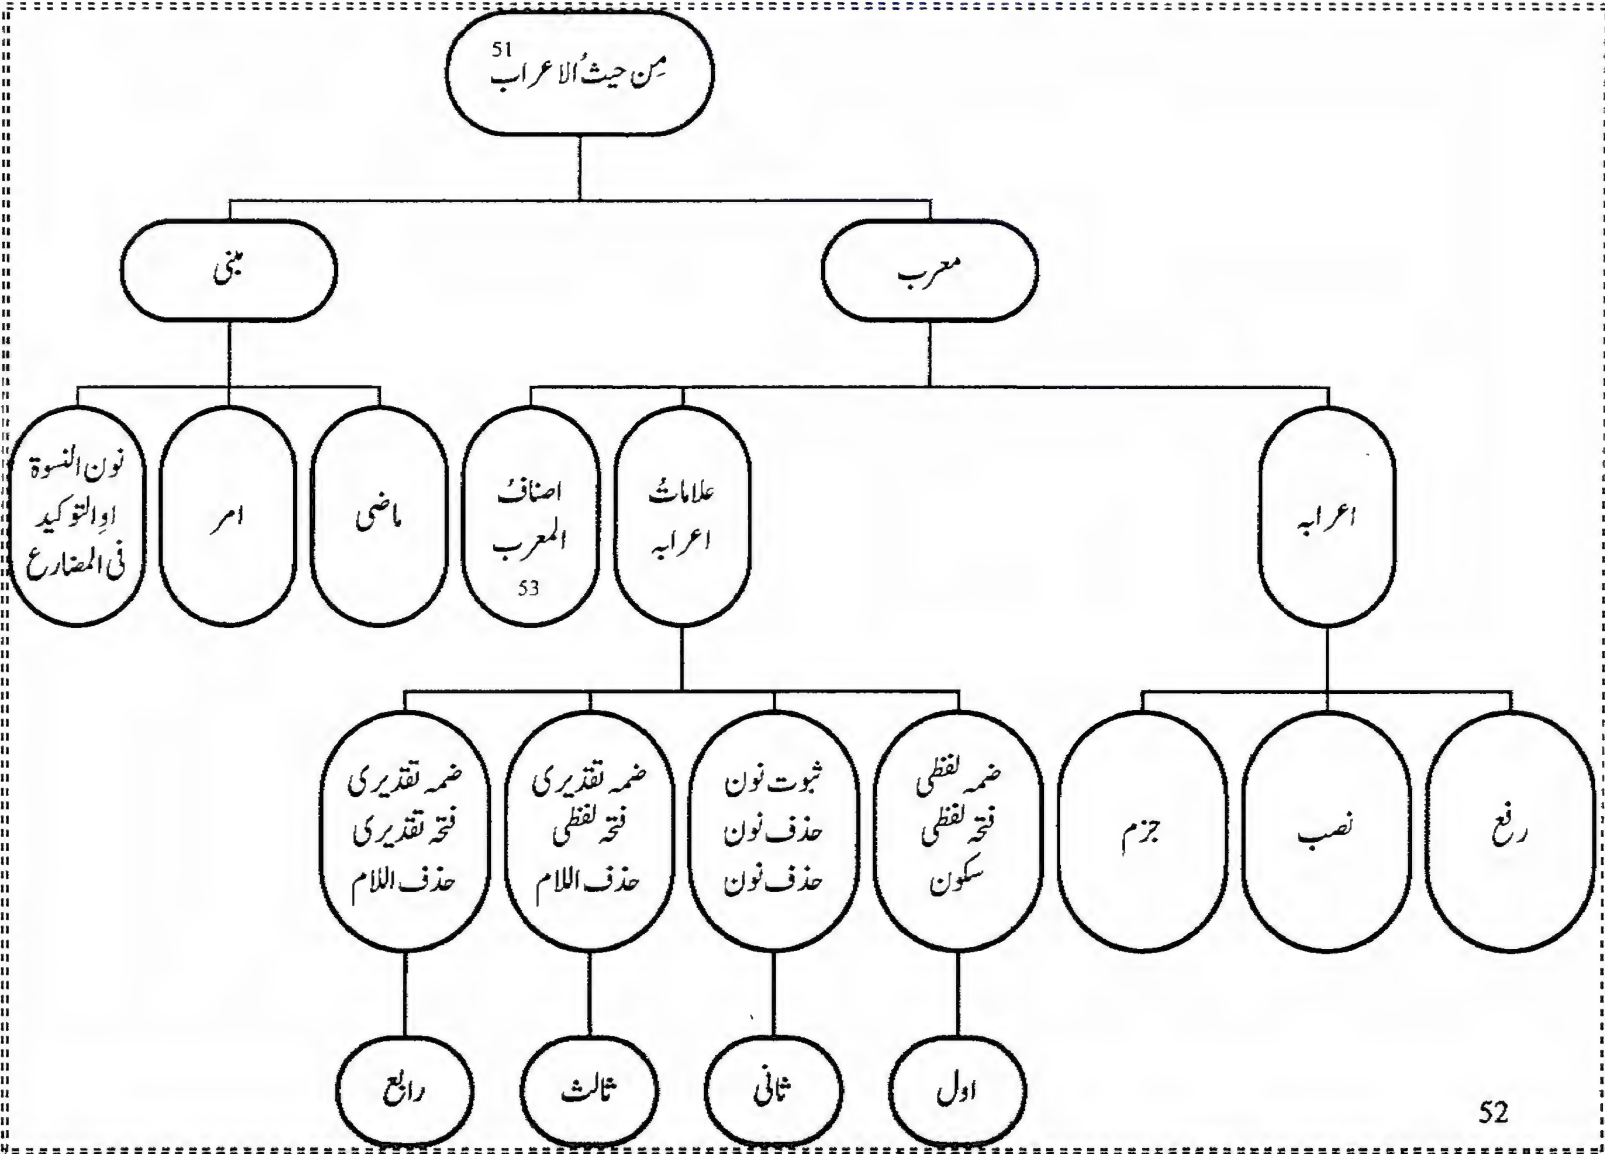 51
مِن حیثُ الاعراب
معرب
مبنی
اعرابہ
علاماتُ
اعرابہ
اصنافُ
المعرب
53
ماضی
امر
نون النسوة
اوِ التوکید
فی المضارع
رفع
نصب
جزم
ضمہ لفظی
فتحہ لفظی
سکون
ثبوت نون
حذف نون
حذف نون
ضمہ تقدیری
فتحہ لفظی
حذف اللام
ضمہ تقدیری
فتحہ تقدیری
حذف اللام
اول
ثانی
ثالث
رابع
52